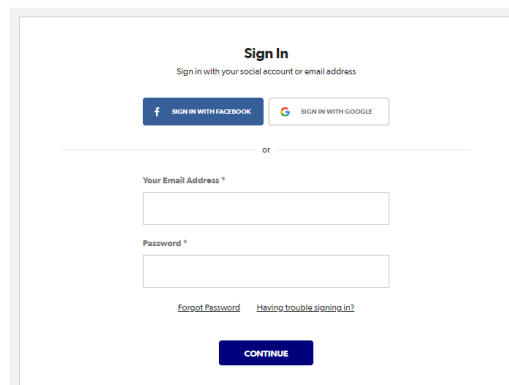 Sign In
Sign in with your social account or email address
SIGN IN WITH FACEBOOK
SIGN IN WITH GOOGLE
or
Your Email Address *
Password *
Forgot Password
Having trouble signing in?
CONTINUE